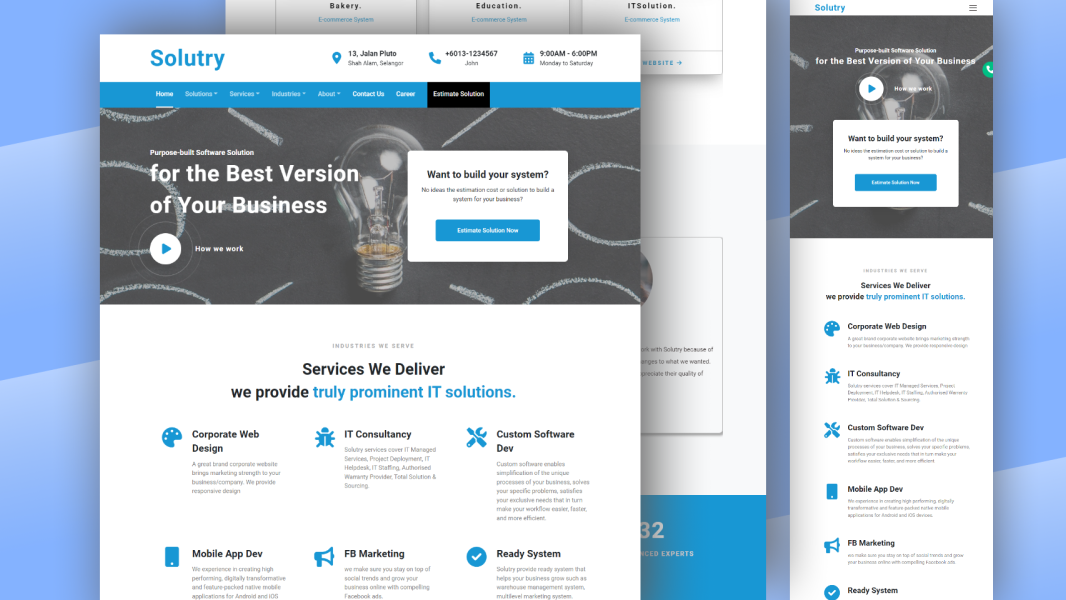 Bakery.
E-commerce System
Education.
E-commerce System
ITSolution.
E-commerce System
WEBSITE →
Solutry
13, Jalan Pluto
Shah Alam, Selangor
+6013-1234567
John
9:00AM - 6:00PM
Monday to Saturday
Home
Solutions
Services
Industries
About
Contact Us
Career
Estimate Solution
Purpose-built Software Solution
for the Best Version
of Your Business
How we work
Want to build your system?
No ideas the estimation cost or solution to build a
system for your business?
Estimate Solution Now
INDUSTRIES WE SERVE
Services We Deliver
we provide truly prominent IT solutions.
Corporate Web
Design
A great brand corporate website
brings marketing strength to your
business/company. We provide
responsive design
IT Consultancy
Solutry services cover IT Managed
Services, Project Deployment, IT
Helpdesk, IT Staffing, Authorised
Warranty Provider, Total Solution &
Sourcing.
Custom Software
Dev
Custom software enables
simplification of the unique
processes of your business, solves
your specific problems, satisfies
your exclusive needs that in turn
make your workflow easier, faster,
and more efficient.
Mobile App Dev
We experience in creating high
performing, digitally transformative
and feature-packed native mobile
applications for Android and iOS
FB Marketing
we make sure you stay on top of
social trends and grow your
business online with compelling
Facebook ads.
Ready System
Solutry provide ready system that
helps your business grow such as
warehouse management system,
multilevel marketing system.
with Solutry because of
to what we wanted.
their quality of
32
EXPERTS
Solutry
Purpose-built Software Solution
for the Best Version of Your Business
How we work
Want to build your system?
No ideas the estimation cost or solution to build a
system for your business?
Estimate Solution Now
INDUSTRIES WE SERVE
Services We Deliver
we provide truly prominent IT solutions.
Corporate Web Design
A great brand corporate website brings marketing strength
to your business/company. We provide responsive design
IT Consultancy
Solutry services cover IT Managed Services, Project
Deployment, IT Helpdesk, IT Staffing, Authorised Warranty
Provider, Total Solution & Sourcing.
Custom Software Dev
Custom software enables simplification of the unique
processes of your business, solves your specific problems,
satisfies your exclusive needs that in turn make your
workflow easier, faster, and more efficient.
Mobile App Dev
We experience in creating high performing, digitally
transformative and feature-packed native mobile
applications for Android and iOS devices.
FB Marketing
we make sure you stay on top of social trends and grow
your business online with compelling Facebook ads.
Ready System